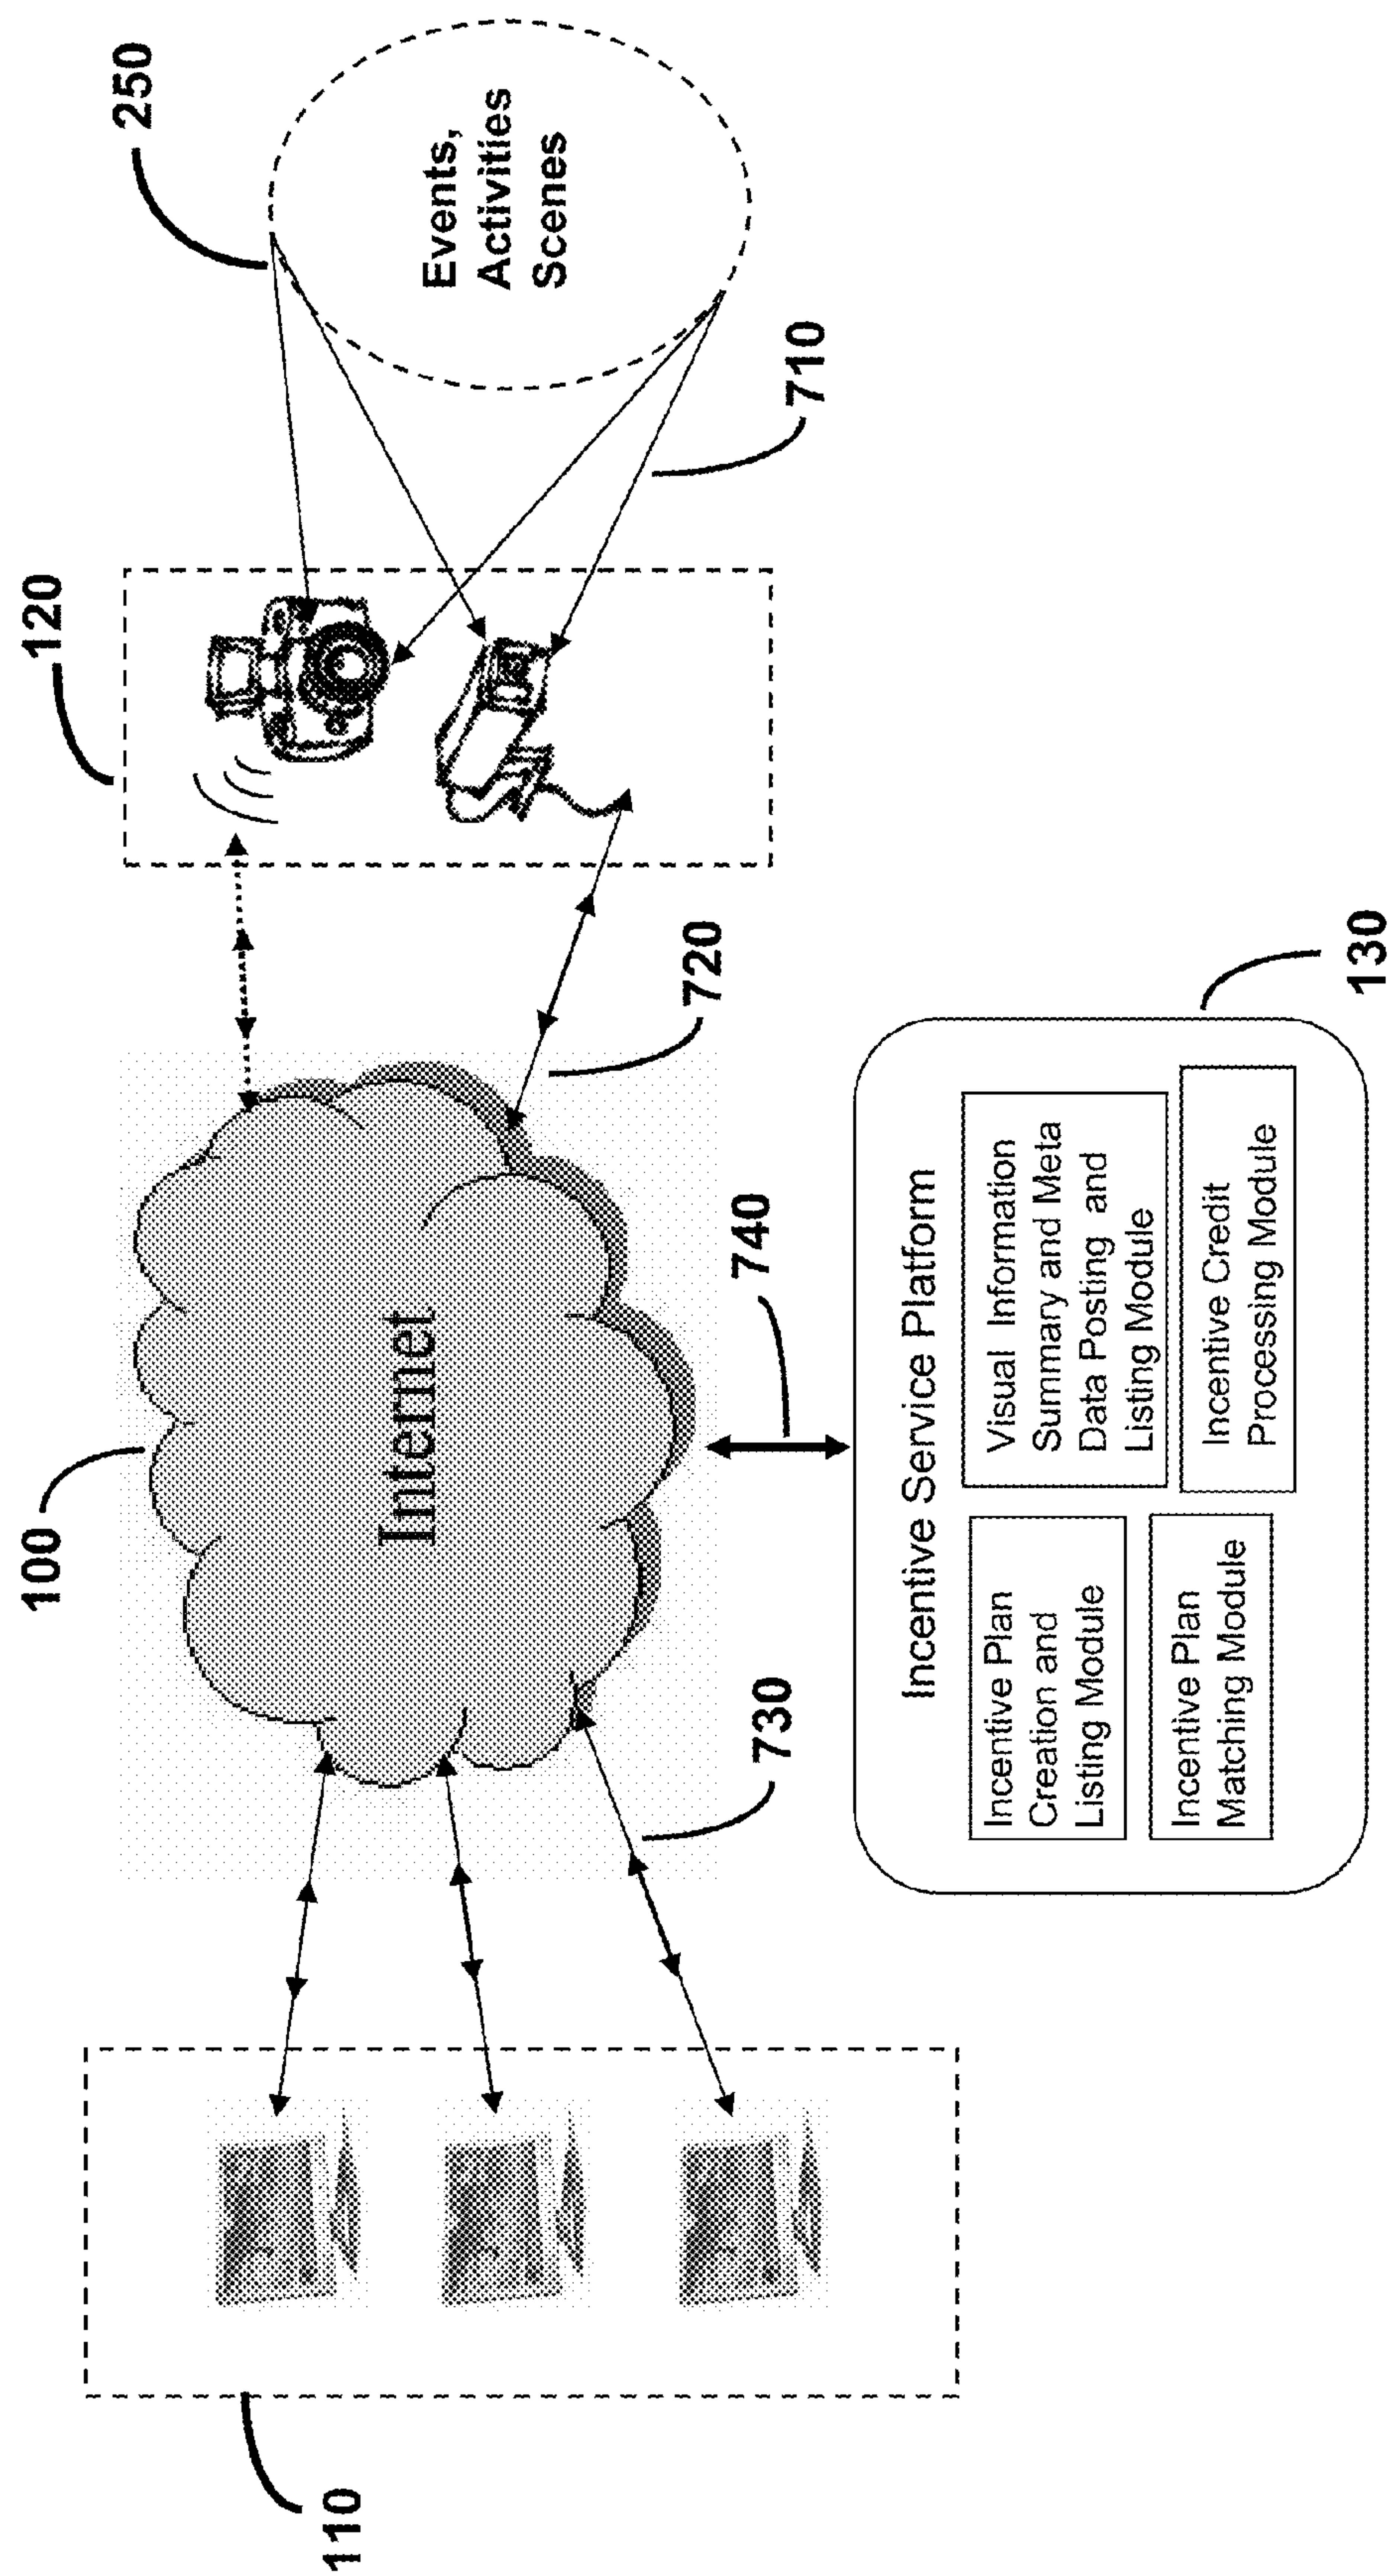 100
120
250
Events,
Activities
Scenes
Internet
710
720
740
730
110
Incentive Service Platform
Incentive Plan
Creation and
Listing Module
Visual Information
Summary and Meta
Data Posting and
Listing Module
Incentive Plan
Matching Module
Incentive Credit
Processing Module
130